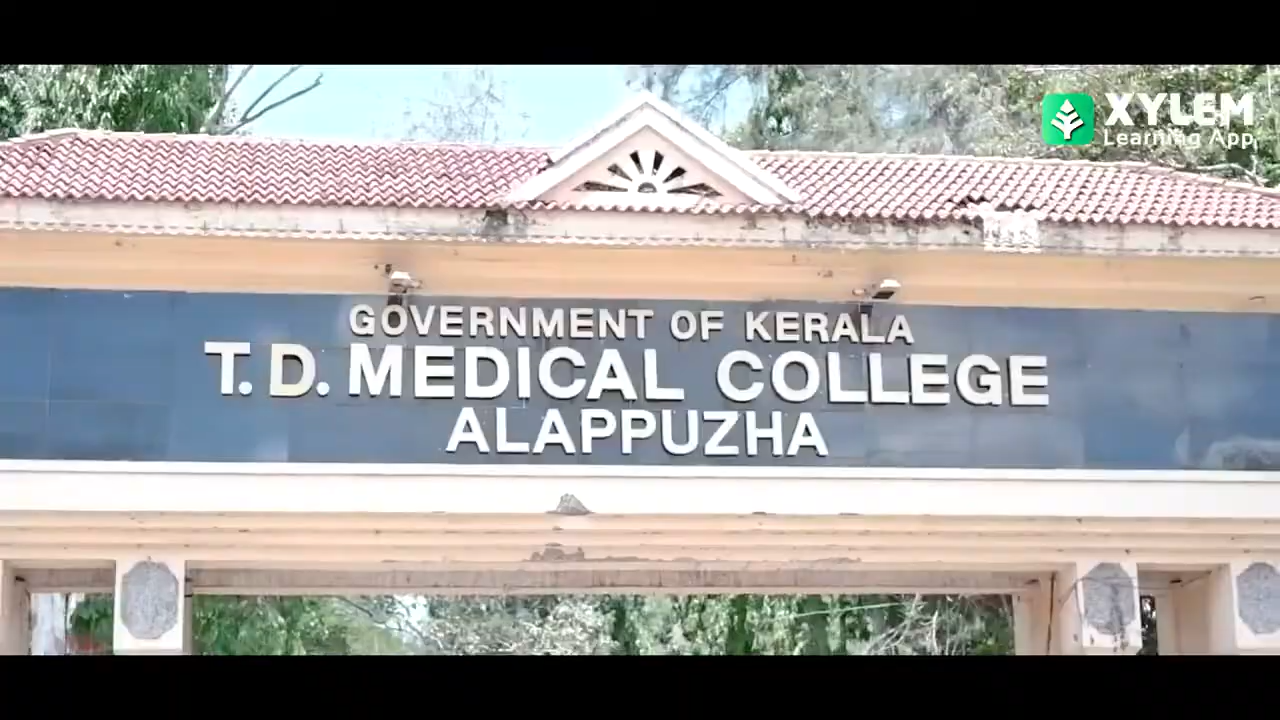 XYLEM
Learning App
GOVERNMENT OF KERALA
T.D. MEDICAL COLLEGE
ALAPPUZHA